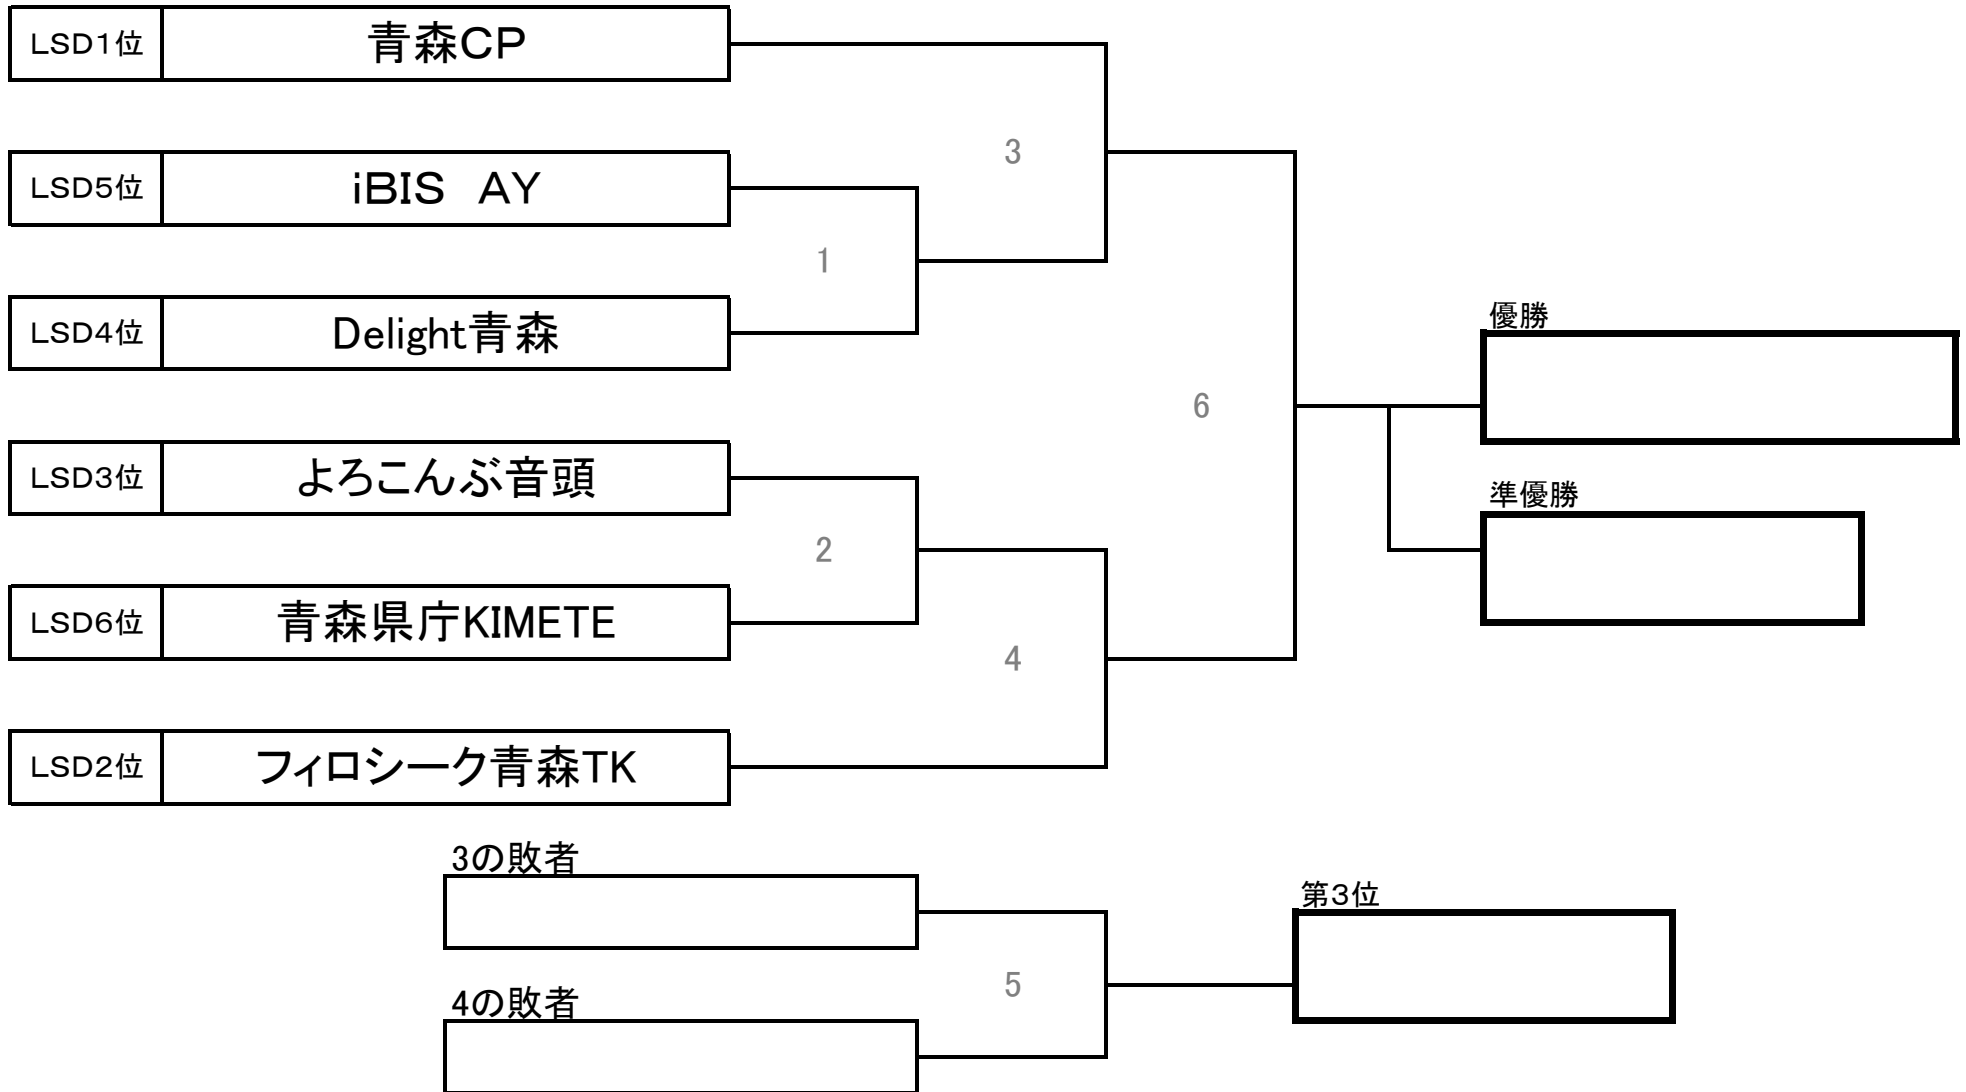 LSD1位 青森CP
3
LSD5位 iBIS　AY
1
Delight青森
LSD4位
優勝
6
LSD3位 よろこんぶ音頭
準優勝
2
LSD6位 青森県庁KIMETE
4
LSD2位 フィロシーク青森TK
3の敗者
第3位
5
4の敗者